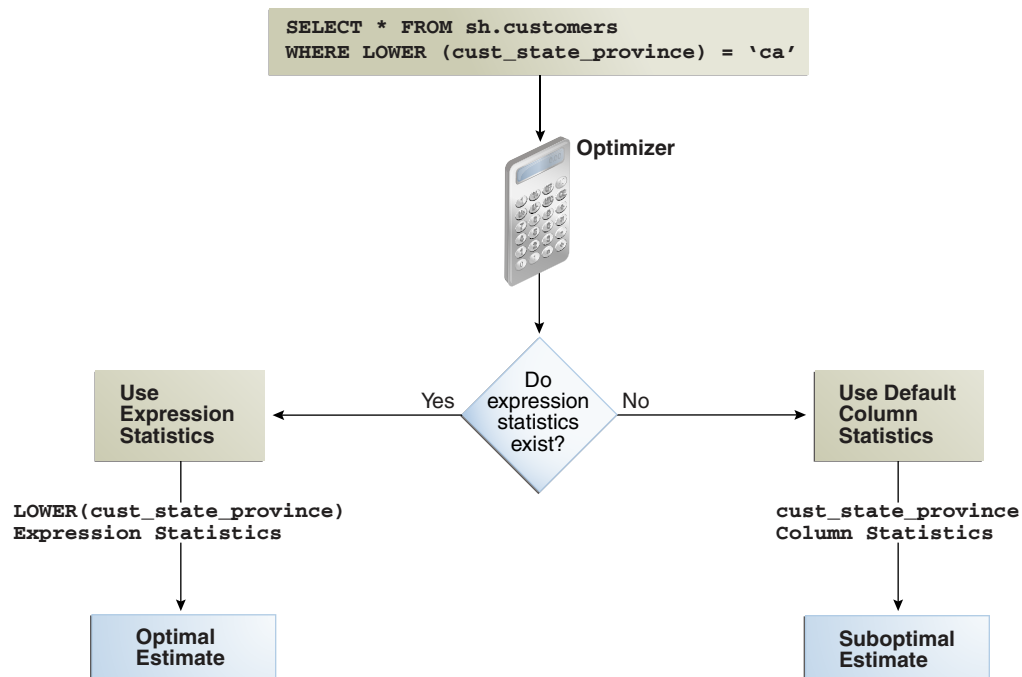 SELECT * FROM sh.customers
WHERE LOWER (cust_state_province) = ‘ca’
Optimizer
Do
expression
statistics
exist?
Yes
No
Use
Expression
Statistics
Use Default
Column
Statistics
LOWER(cust_state_province)
Expression Statistics
cust_state_province
Column Statistics
Optimal
Estimate
Suboptimal
Estimate